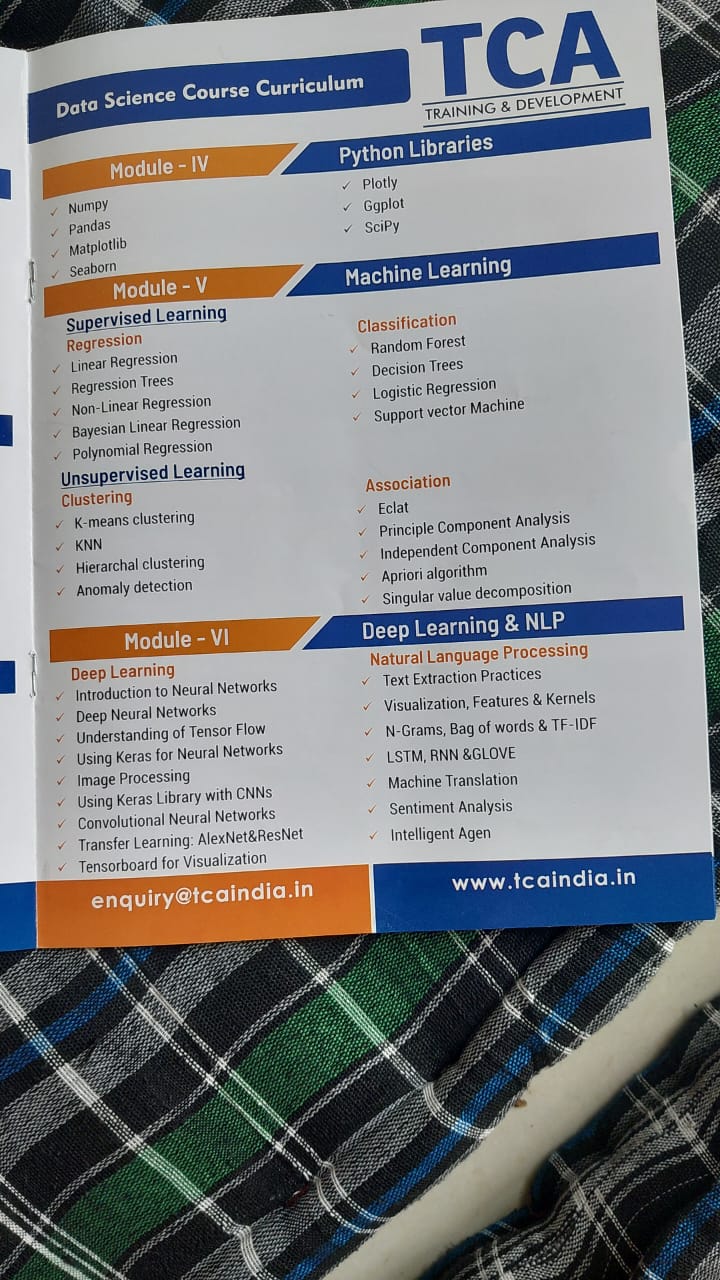 Data Science Course Curriculum
TCA
TRAINING & DEVELOPMENT
Module - IV
Python Libraries
Numpy
Pandas
Matplotlib
Seaborn
Plotly
Ggplot
SciPy
Module - V
Machine Learning
Supervised Learning
Regression
Linear Regression
Regression Trees
Non-Linear Regression
Bayesian Linear Regression
Polynomial Regression
Classification
Random Forest
Decision Trees
Logistic Regression
Support vector Machine
Unsupervised Learning
Clustering
K-means clustering
KNN
Hierarchal clustering
Anomaly detection
Association
Eclat
Principle Component Analysis
Independent Component Analysis
Apriori algorithm
Singular value decomposition
Module - VI
Deep Learning & NLP
Deep Learning
Introduction to Neural Networks
Deep Neural Networks
Understanding of Tensor Flow
Using Keras for Neural Networks
Image Processing
Using Keras Library with CNNs
Convolutional Neural Networks
Transfer Learning: AlexNet&ResNet
Tensorboard for Visualization
Natural Language Processing
Text Extraction Practices
Visualization, Features & Kernels
N-Grams, Bag of words & TF-IDF
LSTM, RNN &GLOVE
Machine Translation
Sentiment Analysis
Intelligent Agen
enquiry@tcaindia.in
www.tcaindia.in